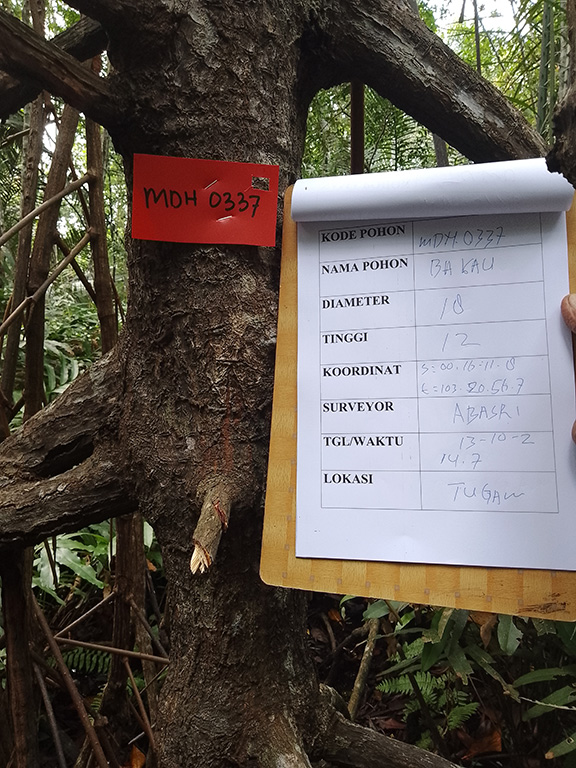 MDH 0337
KODE POHON MDH.0337
NAMA POHON BAKAU
DIAMETER 18
TINGGI 12
KOORDINAT S=00.16.11.8
E=103.20.56.7
SURVEYOR ABASRI
TGL/WAKTU 13-10-2
14.7
LOKASI TUGAU